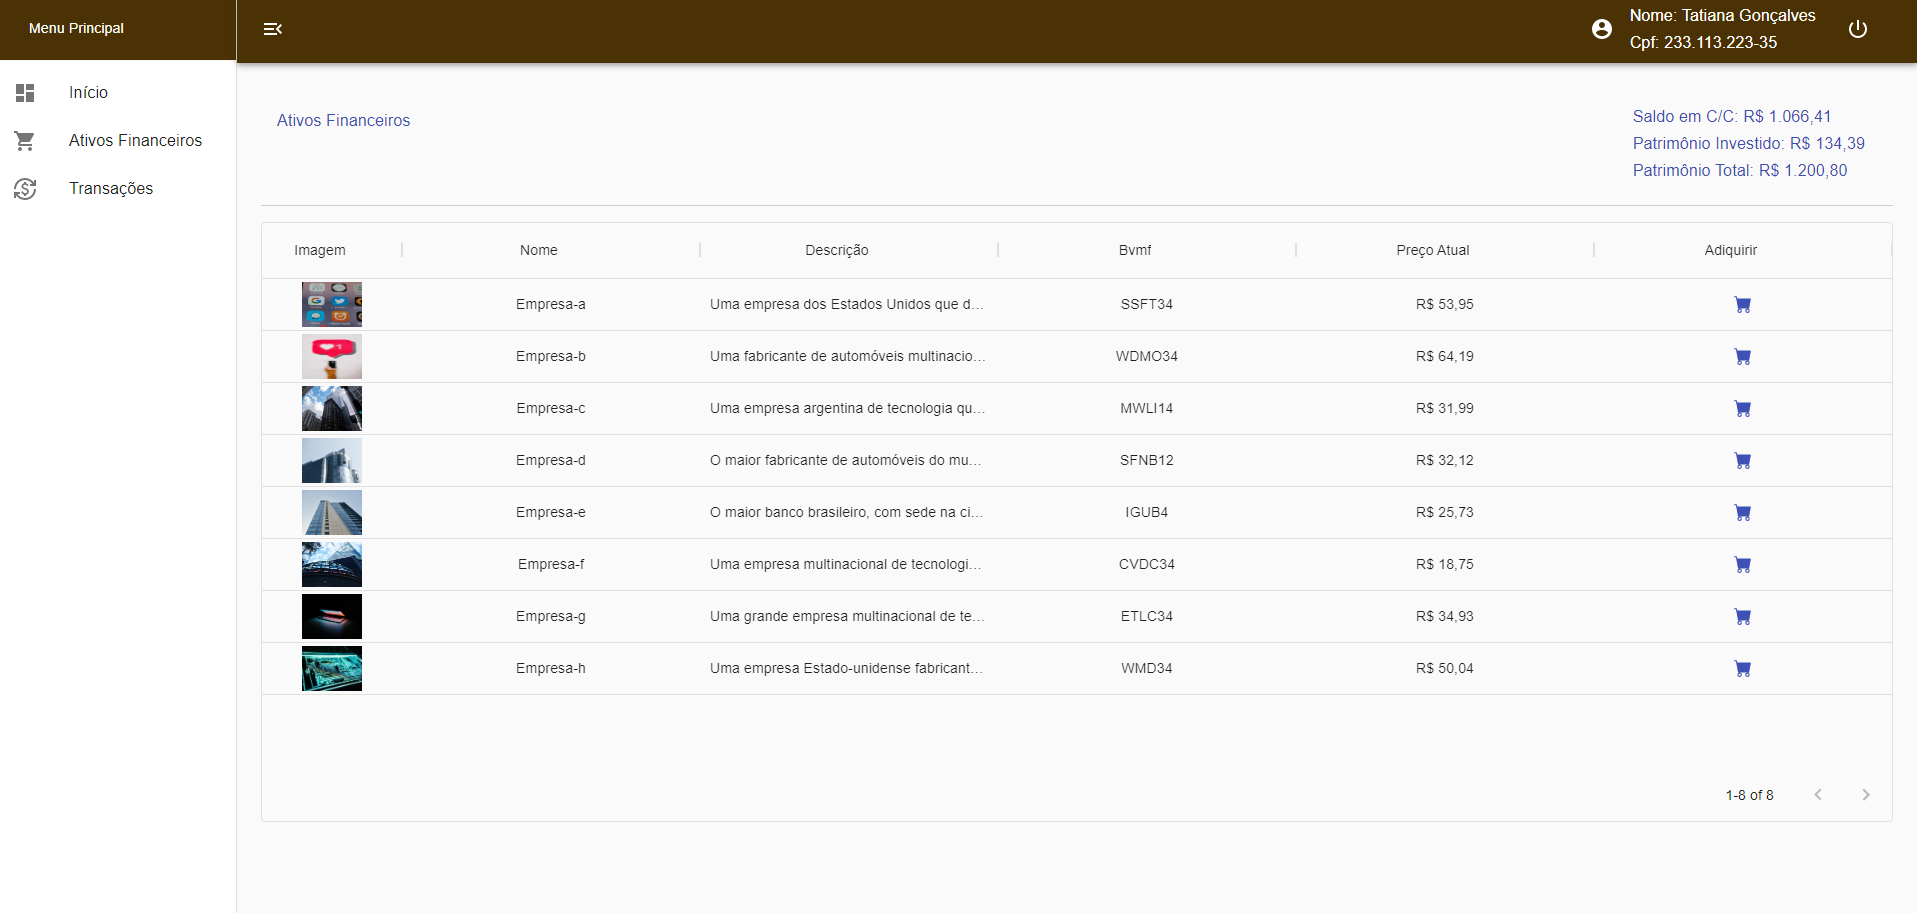 Menu Principal
Nome: Tatiana Gonçalves
Cpf: 233.113.223-35
Início
Ativos Financeiros
Transações
Ativos Financeiros
Saldo em C/C: R$ 1.066,41
Patrimônio Investido: R$ 134,39
Patrimônio Total: R$ 1.200,80
Imagem Nome Descrição Bvmf Preço Atual Adiquirir
Empresa-a Uma empresa dos Estados Unidos que d... SSFT34 R$ 53,95
Empresa-b Uma fabricante de automóveis multinacio... WDMO34 R$ 64,19
Empresa-c Uma empresa argentina de tecnologia qu... MWLI14 R$ 31,99
Empresa-d O maior fabricante de automóveis do mu... SFNB12 R$ 32,12
Empresa-e O maior banco brasileiro, com sede na ci... IGUB4 R$ 25,73
Empresa-f Uma empresa multinacional de tecnologi... CVDC34 R$ 18,75
Empresa-g Uma grande empresa multinacional de te... ETLC34 R$ 34,93
Empresa-h Uma empresa Estado-unidense fabricant... WMD34 R$ 50,04
1-8 of 8